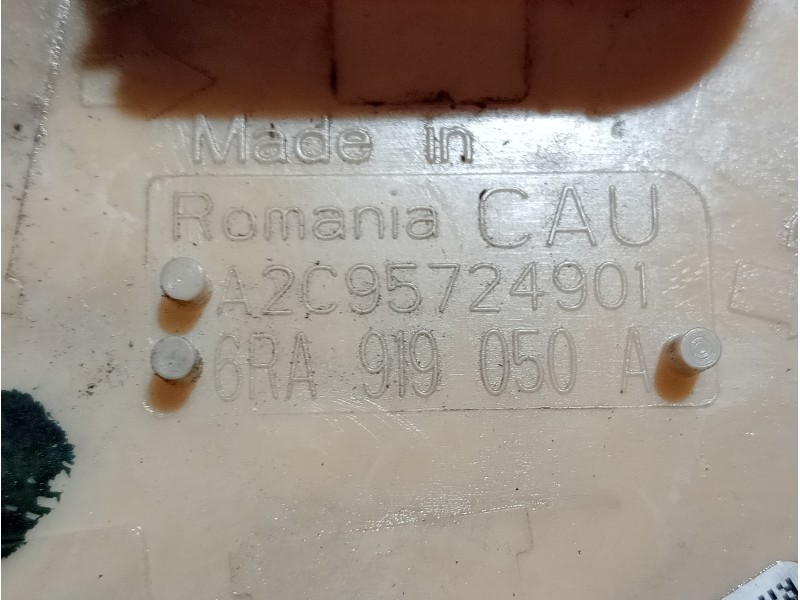 Made in
Romania CAU
A2C95724901
6RA 919 050 A